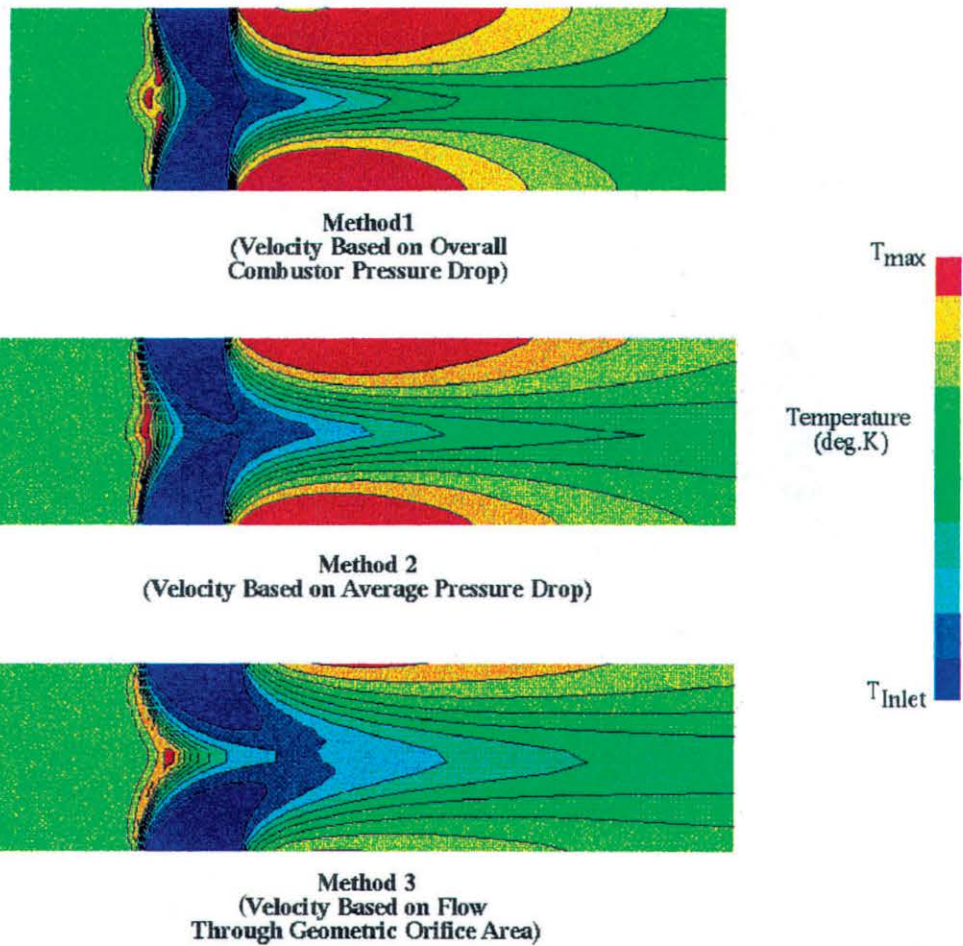 Method1
(Velocity Based on Overall
Combustor Pressure Drop)
Tmax
Temperature
(deg.K)
TInlet
Method 2
(Velocity Based on Average Pressure Drop)
Method 3
(Velocity Based on Flow
Through Geometric Orifice Area)